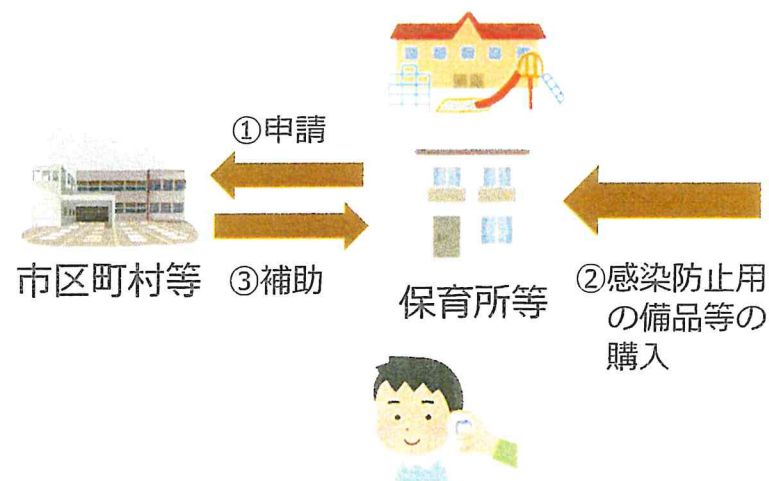 ①申請
市区町村等
③補助
保育所等
②感染防止用
の備品等の
購入